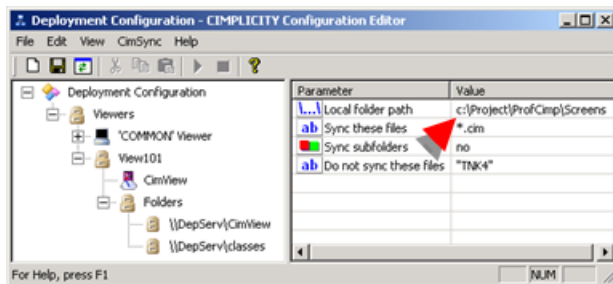 Deployment Configuration - CIMPLICITY Configuration Editor
File Edit View CimSync Help
Deployment Configuration
Viewers
'COMMON' Viewer
View101
CimView
Folders
\\DepServ\CimView
\\DepServ\classes
Parameter Value
\...\ Local folder path c:\Project\ProfCimp\Screens
ab Sync these files *.cim
Sync subfolders no
ab Do not sync these files "TNK4"
For Help, press F1 NUM